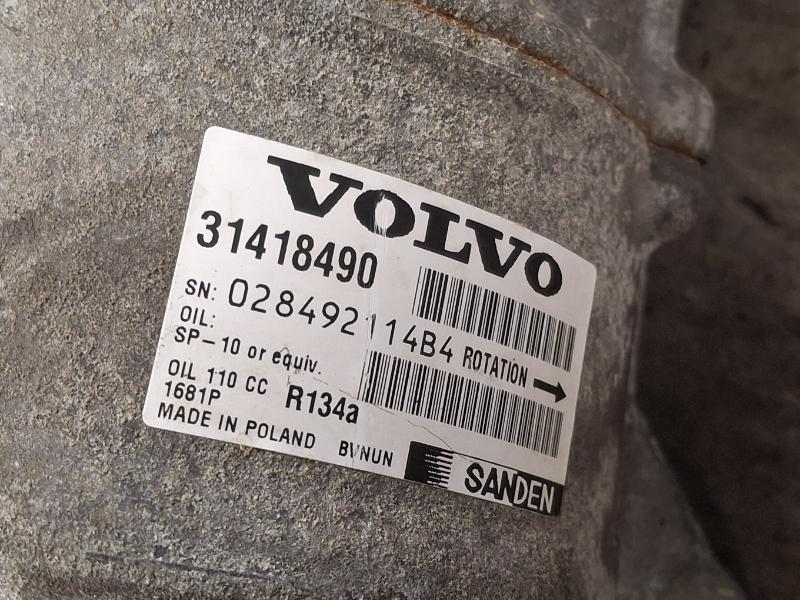 VOLVO
31418490
SN: 028492114B4 ROTATION →
OIL:
SP-10 or equiv.
OIL 110 CC R134a
1681P
MADE IN POLAND BVNUN SANDEN